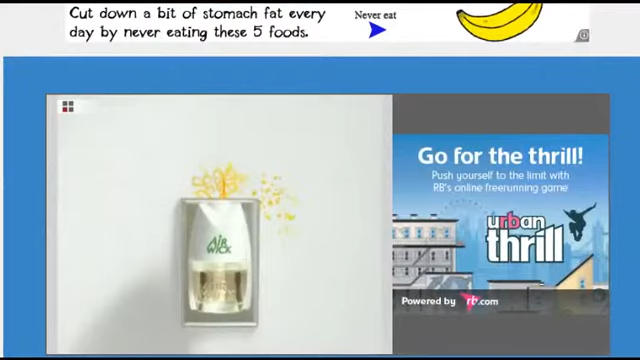 Cut down a bit of stomach fat every
day by never eating these 5 foods.
Never eat
AIR
WICK
Go for the thrill!
Push yourself to the limit with
RB's online freerunning game
urban
thrill
Powered by rb.com